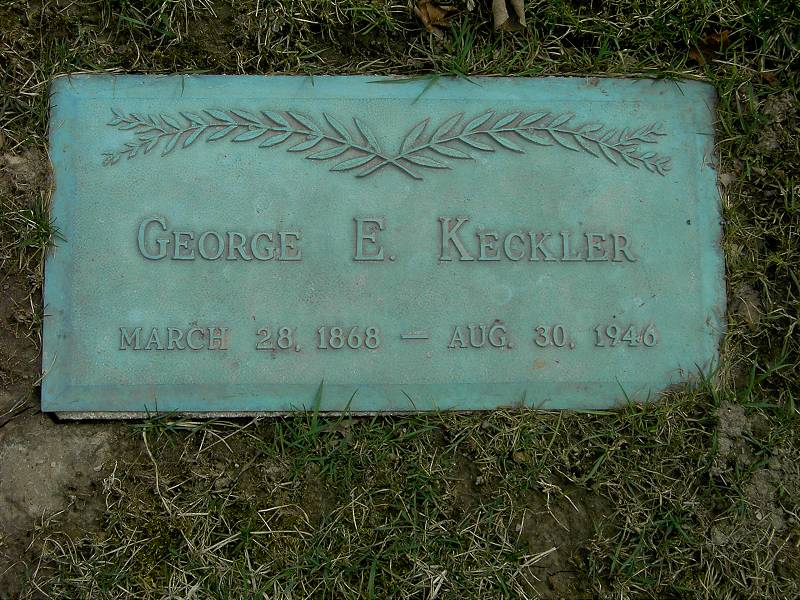 GEORGE E. KECKLER
MARCH 28, 1868 — AUG. 30, 1946